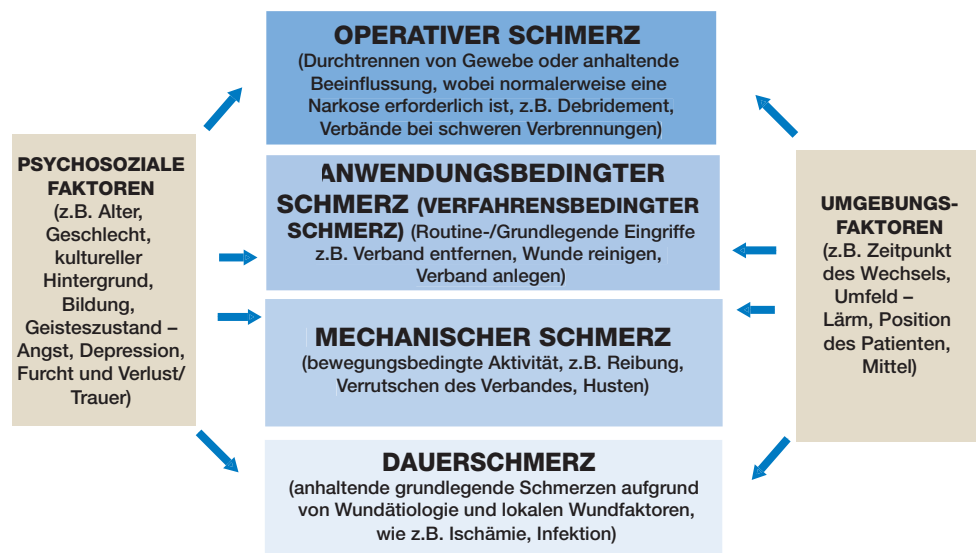 OPERATIVER SCHMERZ
(Durchtrennen von Gewebe oder anhaltende
Beeinflussung, wobei normalerweise eine
Narkose erforderlich ist, z.B. Debridement,
Verbände bei schweren Verbrennungen)
PSYCHOSOZIALE
FAKTOREN
(z.B. Alter,
Geschlecht,
kultureller
Hintergrund,
Bildung,
Geisteszustand –
Angst, Depression,
Furcht und Verlust/
Trauer)
ANWENDUNGSBEDINGTER
SCHMERZ (VERFAHRENSBEDINGTER
SCHMERZ) (Routine-/Grundlegende Eingriffe
z.B. Verband entfernen, Wunde reinigen,
Verband anlegen)
UMGEBUNGS-
FAKTOREN
(z.B. Zeitpunkt
des Wechsels,
Umfeld –
Lärm, Position
des Patienten,
Mittel)
MECHANISCHER SCHMERZ
(bewegungsbedingte Aktivität, z.B. Reibung,
Verrutschen des Verbandes, Husten)
DAUERSCHMERZ
(anhaltende grundlegende Schmerzen aufgrund
von Wundätiologie und lokalen Wundfaktoren,
wie z.B. Ischämie, Infektion)